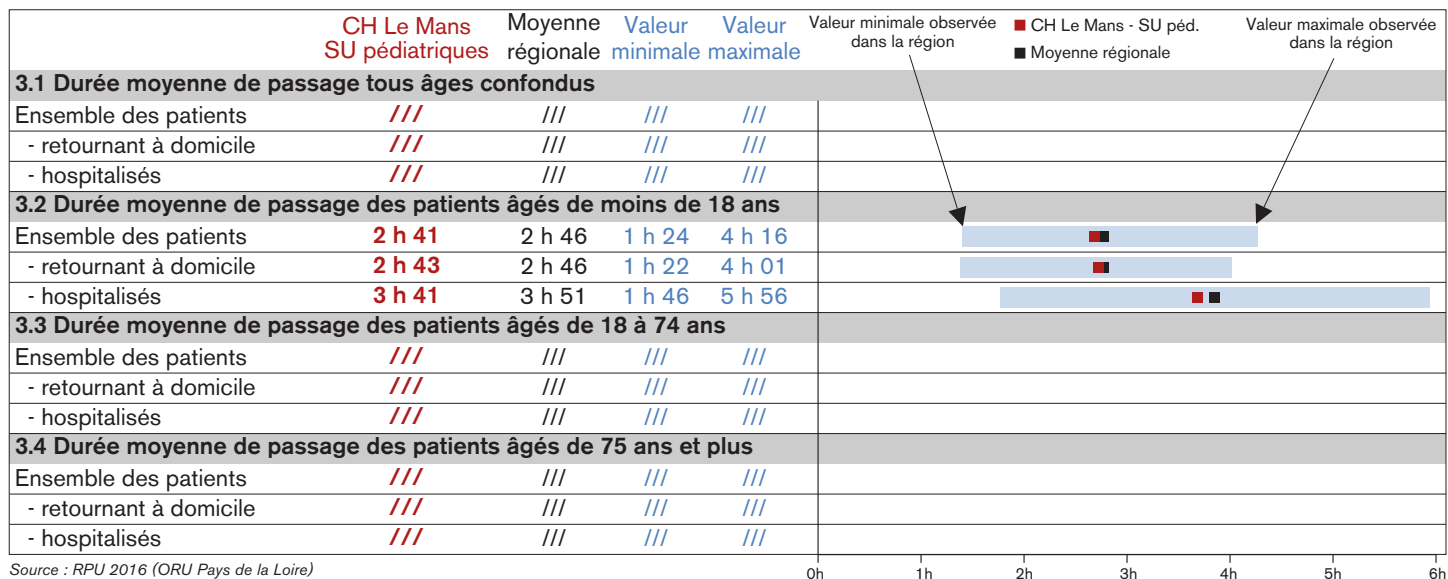 CH Le Mans SU pédiatriques Moyenne régionale Valeur minimale Valeur maximale
Valeur minimale observée dans la région
CH Le Mans - SU péd.
Moyenne régionale
Valeur maximale observée dans la région
3.1 Durée moyenne de passage tous âges confondus
Ensemble des patients /// /// /// ///
- retournant à domicile /// /// /// ///
- hospitalisés /// /// /// ///
3.2 Durée moyenne de passage des patients âgés de moins de 18 ans
Ensemble des patients 2 h 41 2 h 46 1 h 24 4 h 16
- retournant à domicile 2 h 43 2 h 46 1 h 22 4 h 01
- hospitalisés 3 h 41 3 h 51 1 h 46 5 h 56
3.3 Durée moyenne de passage des patients âgés de 18 à 74 ans
Ensemble des patients /// /// /// ///
- retournant à domicile /// /// /// ///
- hospitalisés /// /// /// ///
3.4 Durée moyenne de passage des patients âgés de 75 ans et plus
Ensemble des patients /// /// /// ///
- retournant à domicile /// /// /// ///
- hospitalisés /// /// /// ///
Source : RPU 2016 (ORU Pays de la Loire)
0h 1h 2h 3h 4h 5h 6h